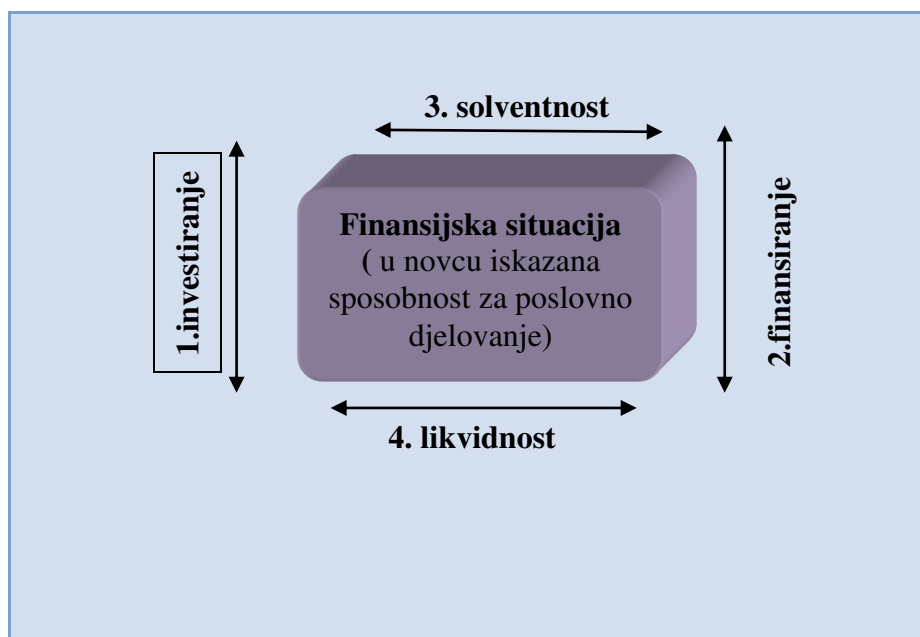 3. solventnost
1.investiranje
Finansijska situacija
( u novcu iskazana
sposobnost za poslovno
djelovanje)
2.finansiranje
4. likvidnost